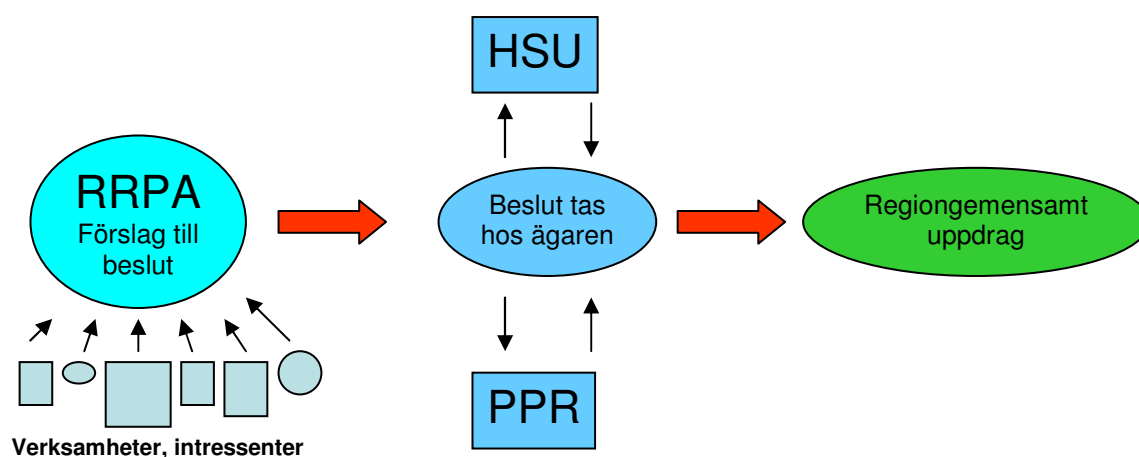 HSU
RRPA
Förslag till
beslut
Beslut tas
hos ägaren
Regiongemensamt
uppdrag
PPR
Verksamheter, intressenter